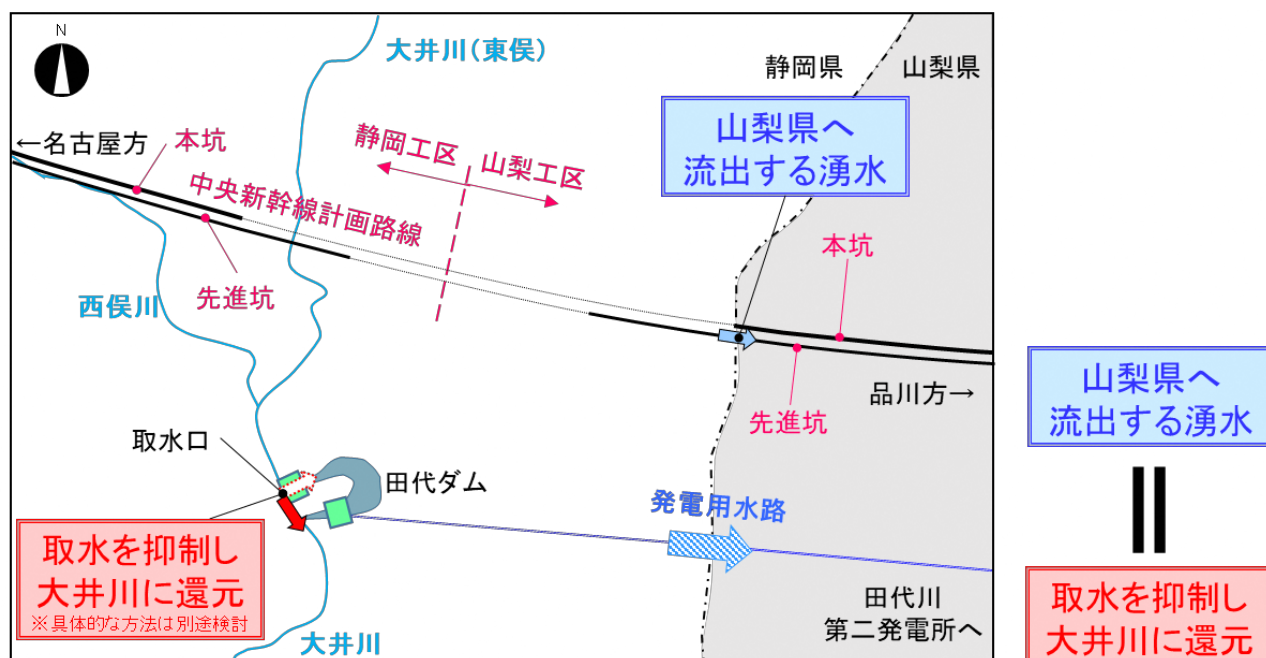 N
大井川(東俣)
静岡県
山梨県
←名古屋方
本坑
静岡工区
山梨工区
山梨県へ
流出する湧水
中央新幹線計画路線
本坑
西俣川
先進坑
品川方→
先進坑
取水口
田代ダム
発電用水路
取水を抑制し
大井川に還元
※具体的な方法は別途検討
大井川
田代川
第二発電所へ
山梨県へ
流出する湧水
取水を抑制し
大井川に還元